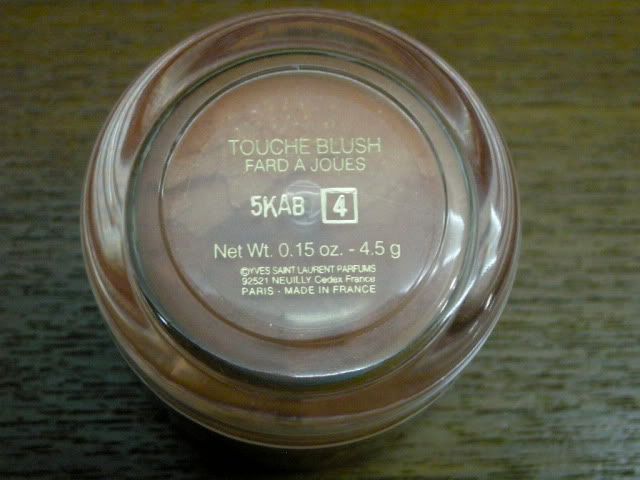 TOUCHE BLUSH
FARD A JOUES
5KAB 4
Net Wt. 0.15 oz. - 4.5 g
©YVES SAINT LAURENT PARFUMS
92521 NEUILLY Cedex France
PARIS - MADE IN FRANCE